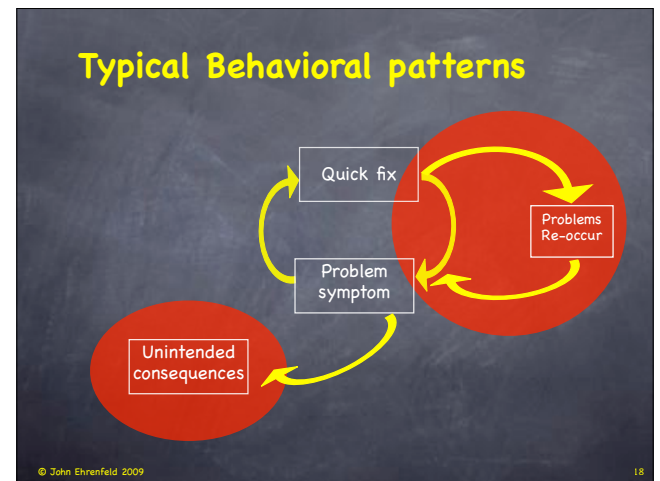 Typical Behavioral patterns
Quick fix
Problems
Re-occur
Problem
symptom
Unintended
consequences
© John Ehrenfeld 2009
18